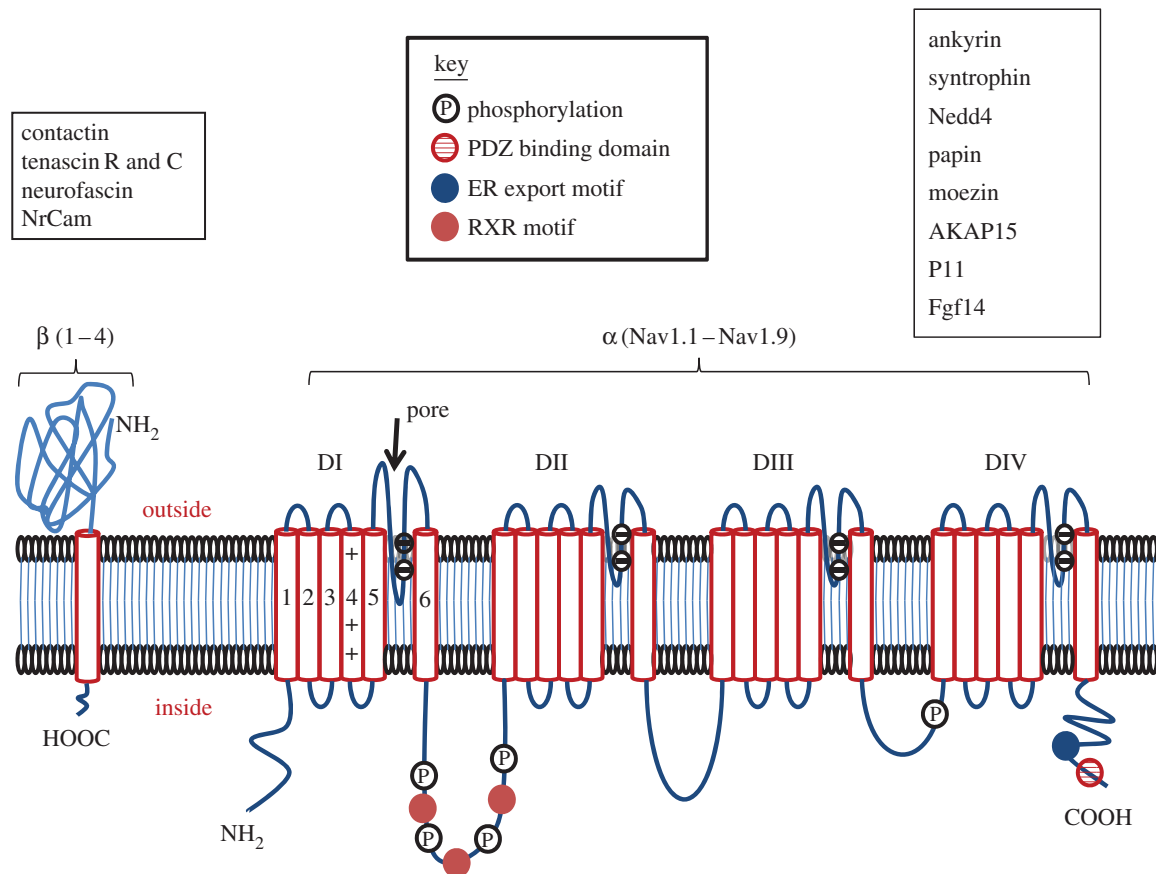 contactin
tenascin R and C
neurofascin
NrCam
key
P phosphorylation
PDZ binding domain
ER export motif
RXR motif
ankyrin
syntrophin
Nedd4
papin
moezin
AKAP15
P11
Fgf14
β (1–4)
α (Nav1.1–Nav1.9)
NH2
pore
DI
DII
DIII
DIV
outside
+
1 2 3 4 5 6
+
+
inside
HOOC
NH2
P
P
P
P
P
COOH